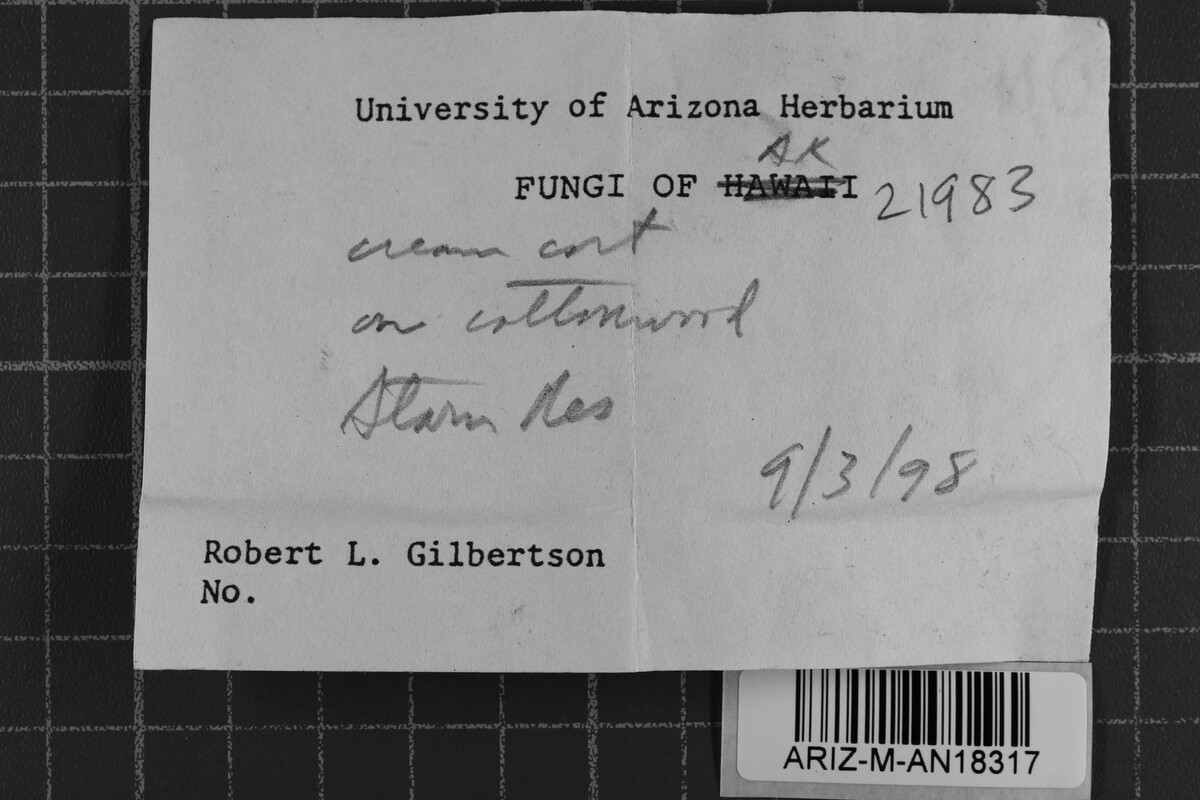 University of Arizona Herbarium
AK
FUNGI OF HAWAII 21983
cream cort
on cottonwood
Starr Res
9/3/98
Robert L. Gilbertson
No.
ARIZ-M-AN18317